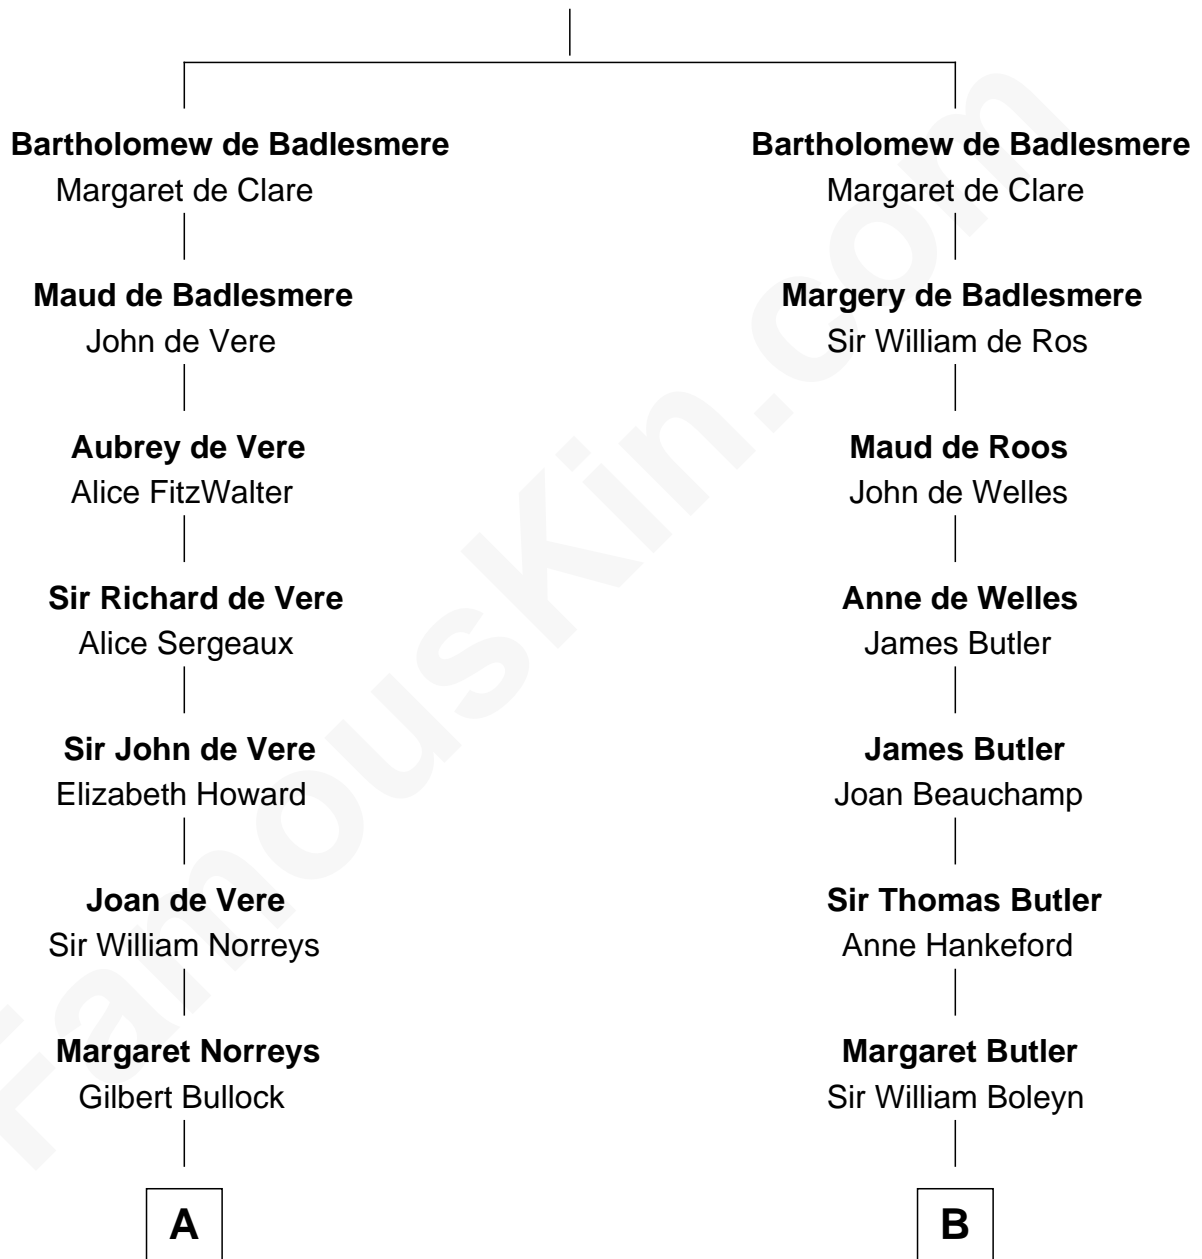 Bartholomew de Badlesmere
Margaret de Clare
Maud de Badlesmere
John de Vere
Aubrey de Vere
Alice FitzWalter
Sir Richard de Vere
Alice Sergeaux
Sir John de Vere
Elizabeth Howard
Joan de Vere
Sir William Norreys
Margaret Norreys
Gilbert Bullock
A
Bartholomew de Badlesmere
Margaret de Clare
Margery de Badlesmere
Sir William de Ros
Maud de Roos
John de Welles
Anne de Welles
James Butler
James Butler
Joan Beauchamp
Sir Thomas Butler
Anne Hankeford
Margaret Butler
Sir William Boleyn
B
FamousKin.com